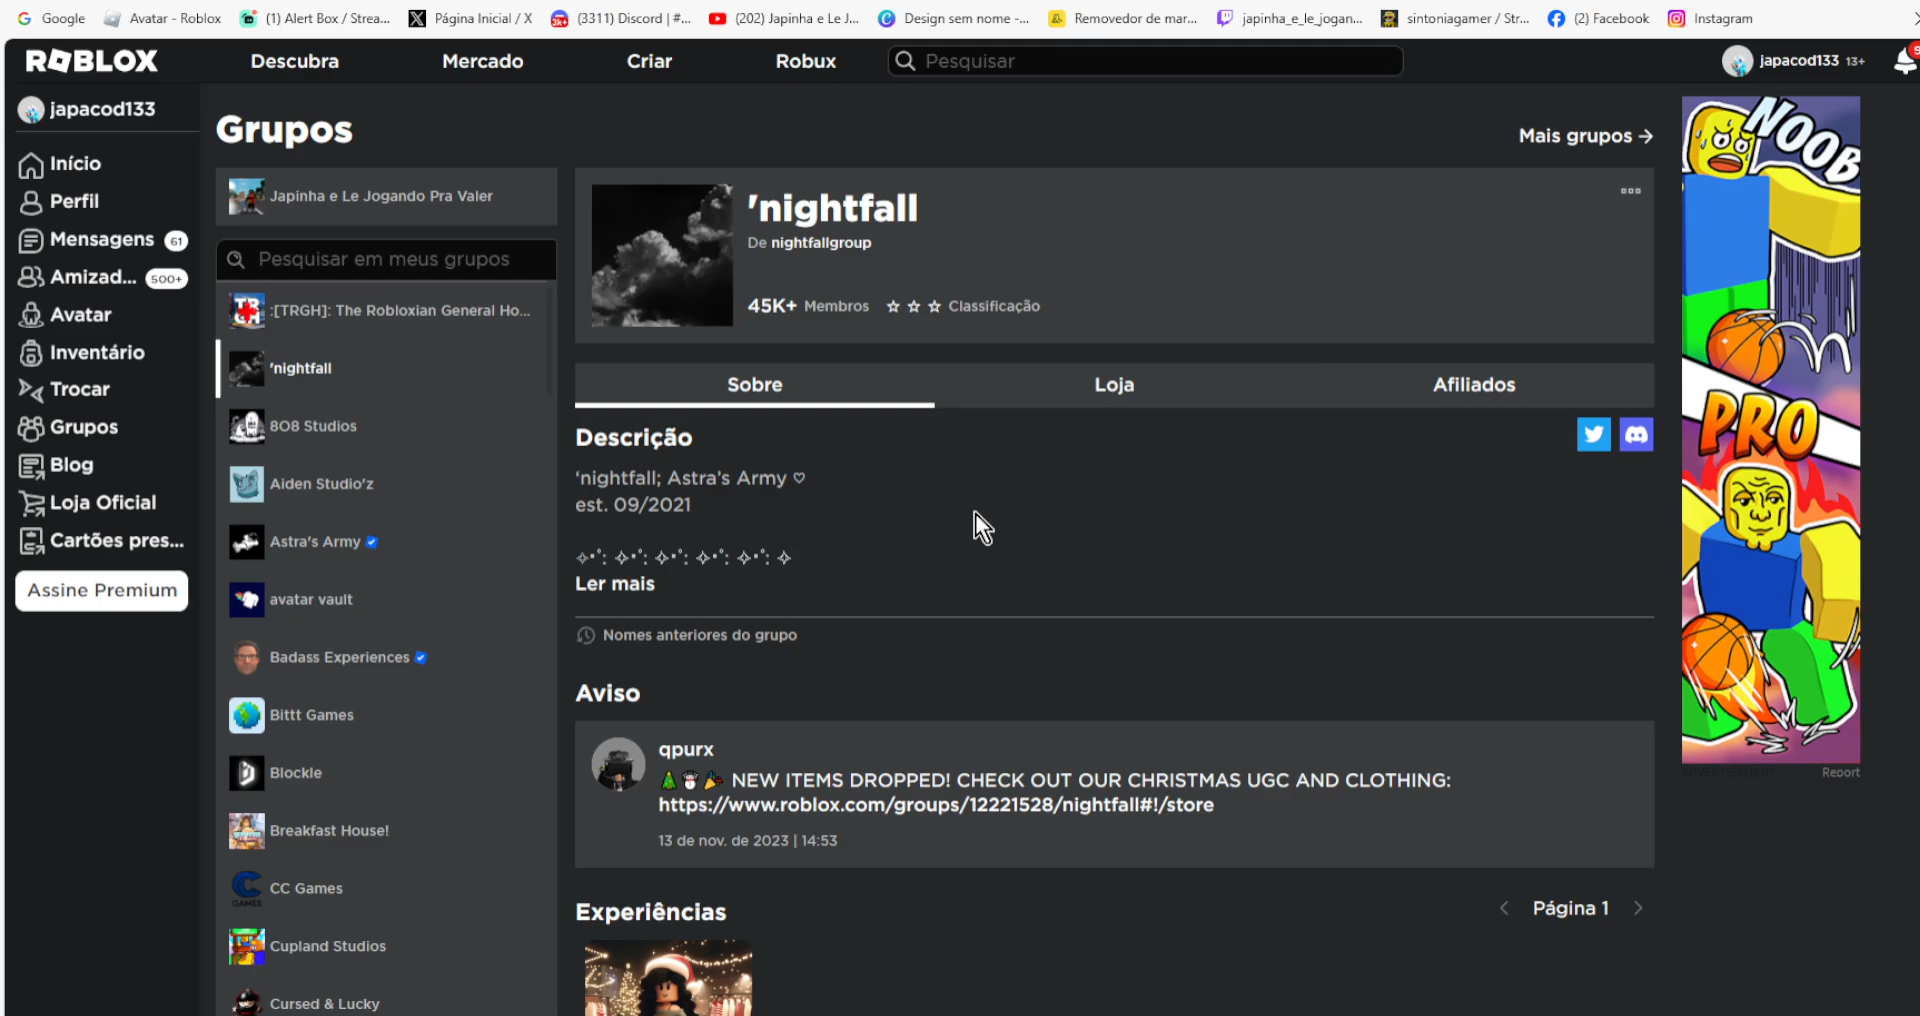 Google
Avatar - Roblox
(1) Alert Box / Strea...
Página Inicial / X
(3311) Discord | #...
(202) Japinha e Le J...
Design sem nome -...
Removedor de mar...
japinha_e_le_jogan...
sintoniagamer / Str...
(2) Facebook
Instagram
ROBLOX
Descubra
Mercado
Criar
Robux
Pesquisar
japacod133 13+
japacod133
Início
Perfil
Mensagens 61
Amizad... 500+
Avatar
Inventário
Trocar
Grupos
Blog
Loja Oficial
Cartões pres...
Assine Premium
Grupos
Mais grupos →
Japinha e Le Jogando Pra Valer
Pesquisar em meus grupos
:[TRGH]: The Robloxian General Ho...
'nightfall
8O8 Studios
Aiden Studio'z
Astra's Army
avatar vault
Badass Experiences
Bittt Games
Blockle
Breakfast House!
CC Games
Cupland Studios
Cursed & Lucky
'nightfall
De nightfallgroup
45K+ Membros ☆ ☆ ☆ Classificação
Sobre
Loja
Afiliados
Descrição
‘nightfall; Astra’s Army ♡
est. 09/2021
✧･ﾟ: ✧･ﾟ: ✧･ﾟ: ✧･ﾟ: ✧･ﾟ: ✧
Ler mais
Nomes anteriores do grupo
Aviso
qpurx
🎄☃️🎉 NEW ITEMS DROPPED! CHECK OUT OUR CHRISTMAS UGC AND CLOTHING:
https://www.roblox.com/groups/12221528/nightfall#!/store
13 de nov. de 2023 | 14:53
Experiências
Página 1
NOOB
PRO
ADVERTISEMENT
Report